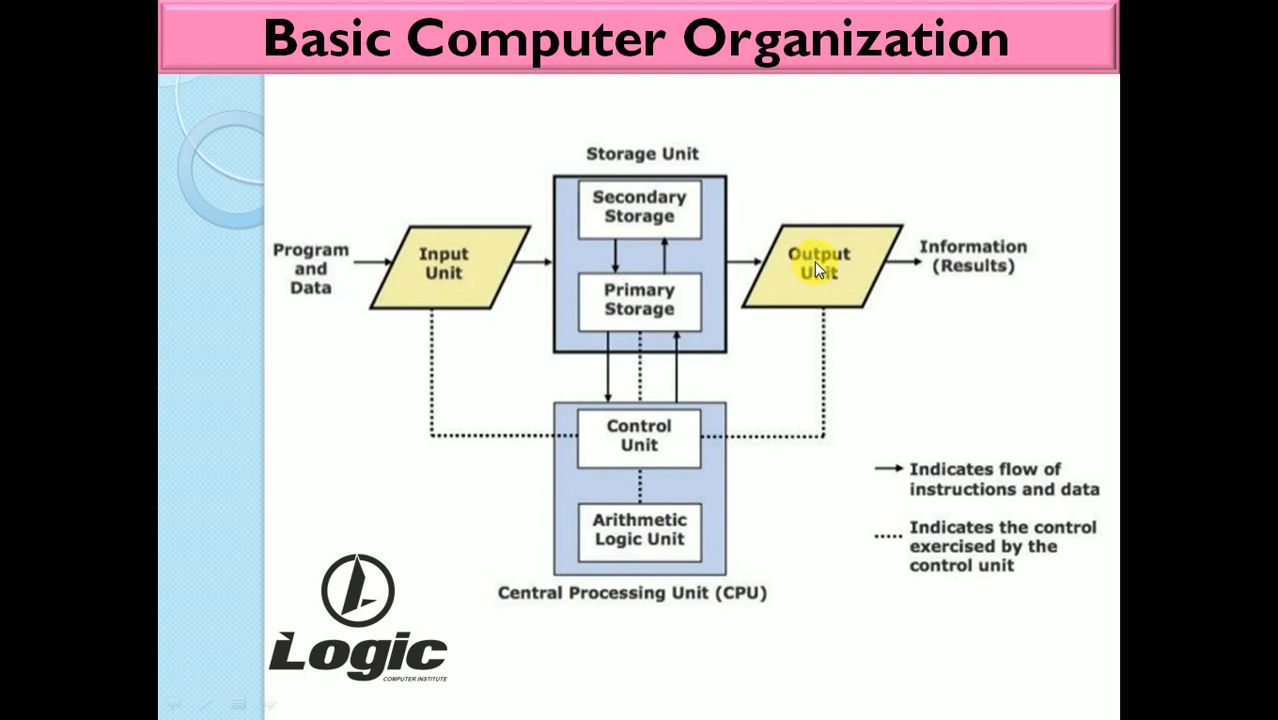 Basic Computer Organization
Storage Unit
Secondary
Storage
Program
and
Data
Input
Unit
Output
Unit
Information
(Results)
Primary
Storage
Control
Unit
Arithmetic
Logic Unit
Central Processing Unit (CPU)
Indicates flow of
instructions and data
Indicates the control
exercised by the
control unit
Logic
COMPUTER INSTITUTE